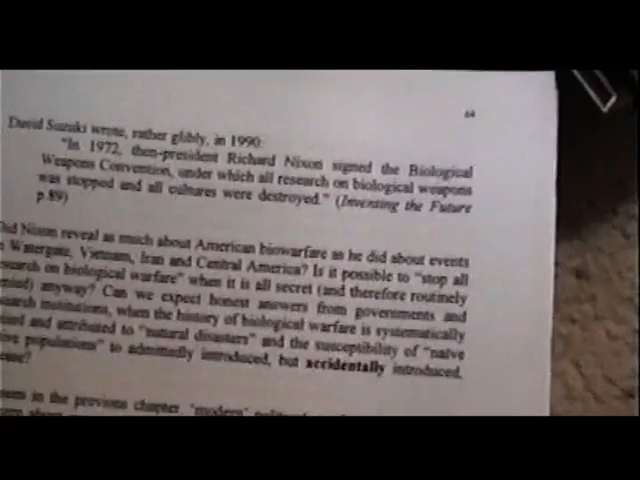 64
David Suzuki wrote, rather glibly, in 1990:
"In 1972, then-president Richard Nixon signed the Biological
Weapons Convention, under which all research on biological weapons
was stopped and all cultures were destroyed." (Inventing the Future
p.89)
Did Nixon reveal as much about American biowarfare as he did about events
Watergate, Vietnam, Iran and Central America? Is it possible to "stop all
research on biological warfare" when it is all secret (and therefore routinely
anyway? Can we expect honest answers from governments and
research institutions, when the history of biological warfare is systematically
and attributed to "natural disasters" and the susceptibility of "naive
populations" to admittedly introduced, but accidentally introduced,
in the previous chapter, 'modern'